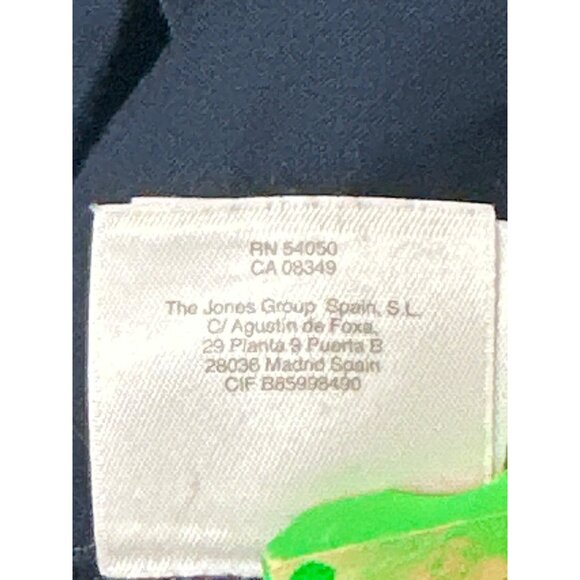 RN 54050
CA 08349
The Jones Group Spain, S.L.
C/ Agustin de Foxa,
29 Planta 9 Puerta B
28036 Madrid Spain
CIF B85998490